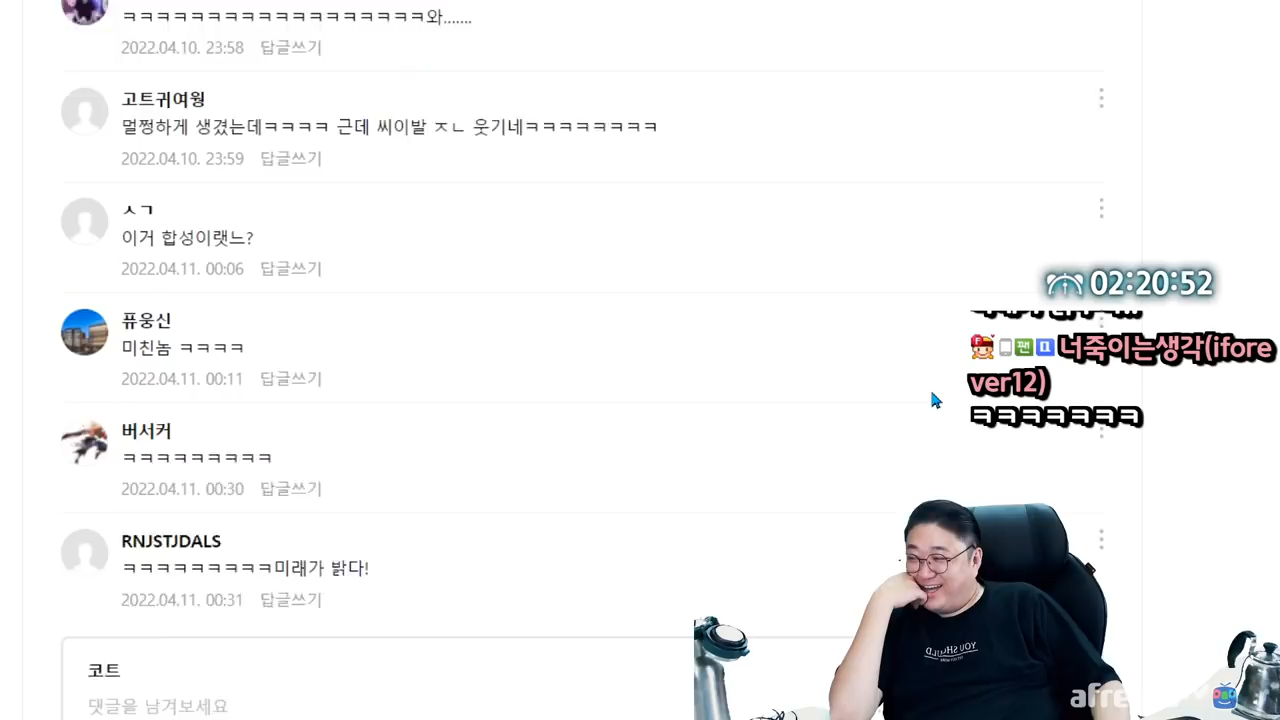 ㅋㅋㅋㅋㅋㅋㅋㅋㅋㅋㅋㅋㅋㅋㅋㅋㅋㅋ와.......
2022.04.10. 23:58 답글쓰기
고트귀여웡
멀쩡하게 생겼는데ㅋㅋㅋㅋ 근데 씨이발 ㅈㄴ 웃기네ㅋㅋㅋㅋㅋㅋㅋㅋ
2022.04.10. 23:59 답글쓰기
ㅅㄱ
이거 합성이랫느?
2022.04.11. 00:06 답글쓰기
02:20:52
퓨웅신
미친놈 ㅋㅋㅋㅋ
2022.04.11. 00:11 답글쓰기
팬
너죽이는생각(ifore
ver12)
ㅋㅋㅋㅋㅋㅋㅋ
버서커
ㅋㅋㅋㅋㅋㅋㅋㅋㅋ
2022.04.11. 00:30 답글쓰기
RNJSTJDALS
ㅋㅋㅋㅋㅋㅋㅋㅋㅋ미래가 밝다!
2022.04.11. 00:31 답글쓰기
코트
댓글을 남겨보세요
YOU SHOULD
afre